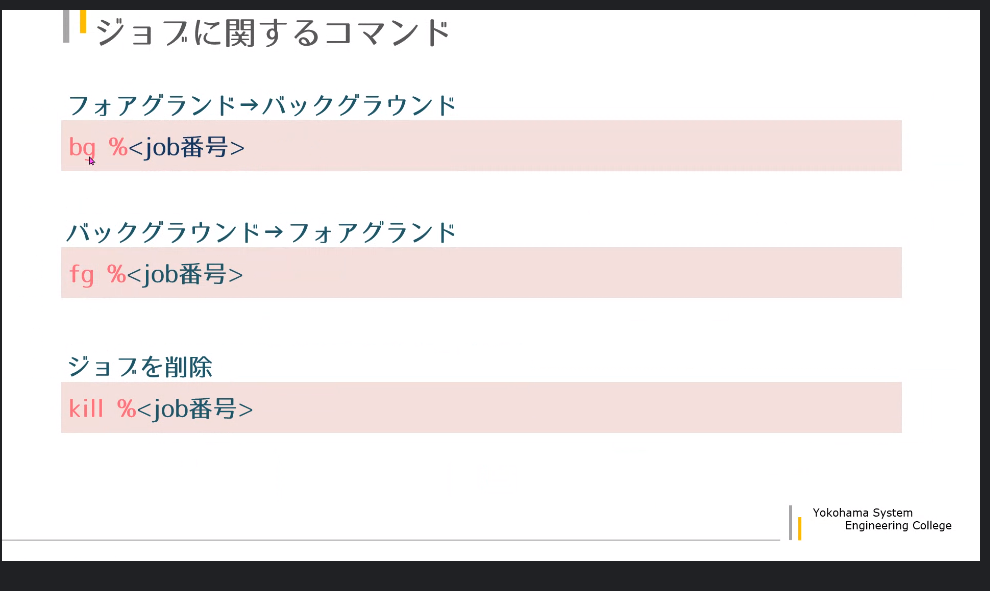 ジョブに関するコマンド
フォアグランド→バックグラウンド
bg %<job番号>
バックグラウンド→フォアグランド
fg %<job番号>
ジョブを削除
kill %<job番号>
Yokohama System
Engineering College